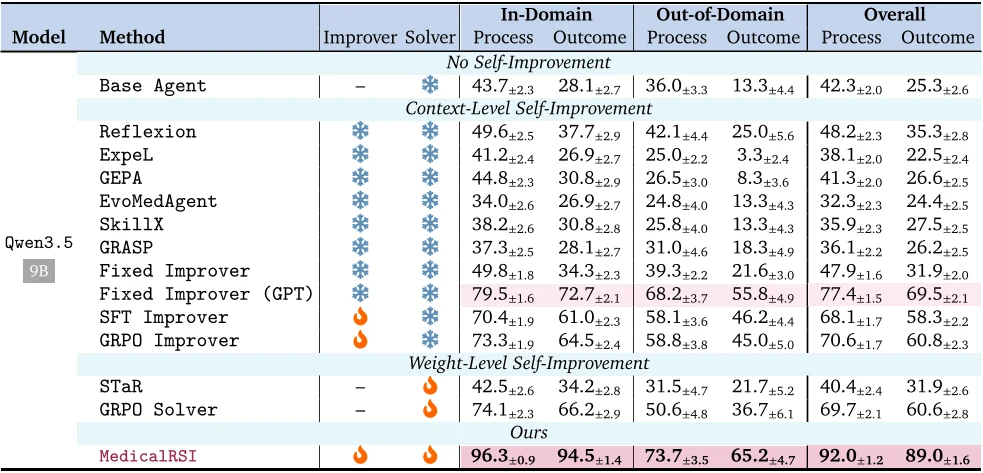 In-Domain Out-of-Domain Overall
Model Method Improver Solver Process Outcome Process Outcome Process Outcome
No Self-Improvement
Base Agent – 43.7±2.3 28.1±2.7 36.0±3.3 13.3±4.4 42.3±2.0 25.3±2.6
Context-Level Self-Improvement
Reflexion 49.6±2.5 37.7±2.9 42.1±4.4 25.0±5.6 48.2±2.3 35.3±2.8
ExpeL 41.2±2.4 26.9±2.7 25.0±2.2 3.3±2.4 38.1±2.0 22.5±2.4
GEPA 44.8±2.3 30.8±2.9 26.5±3.0 8.3±3.6 41.3±2.0 26.6±2.5
EvoMedAgent 34.0±2.6 26.9±2.7 24.8±4.0 13.3±4.3 32.3±2.3 24.4±2.5
SkillX 38.2±2.6 30.8±2.8 25.8±4.0 13.3±4.3 35.9±2.3 27.5±2.5
Qwen3.5
GRASP 37.3±2.5 28.1±2.7 31.0±4.6 18.3±4.9 36.1±2.2 26.2±2.5
9B
Fixed Improver 49.8±1.8 34.3±2.3 39.3±2.2 21.6±3.0 47.9±1.6 31.9±2.0
Fixed Improver (GPT) 79.5±1.6 72.7±2.1 68.2±3.7 55.8±4.9 77.4±1.5 69.5±2.1
SFT Improver 70.4±1.9 61.0±2.3 58.1±3.6 46.2±4.4 68.1±1.7 58.3±2.2
GRPO Improver 73.3±1.9 64.5±2.4 58.8±3.8 45.0±5.0 70.6±1.7 60.8±2.3
Weight-Level Self-Improvement
STaR – 42.5±2.6 34.2±2.8 31.5±4.7 21.7±5.2 40.4±2.4 31.9±2.6
GRPO Solver – 74.1±2.3 66.2±2.9 50.6±4.8 36.7±6.1 69.7±2.1 60.6±2.8
Ours
MedicalRSI 96.3±0.9 94.5±1.4 73.7±3.5 65.2±4.7 92.0±1.2 89.0±1.6